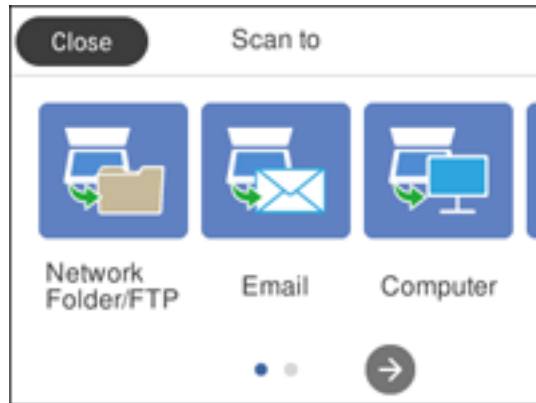 Close
Scan to
Network
Folder/FTP
Email
Computer